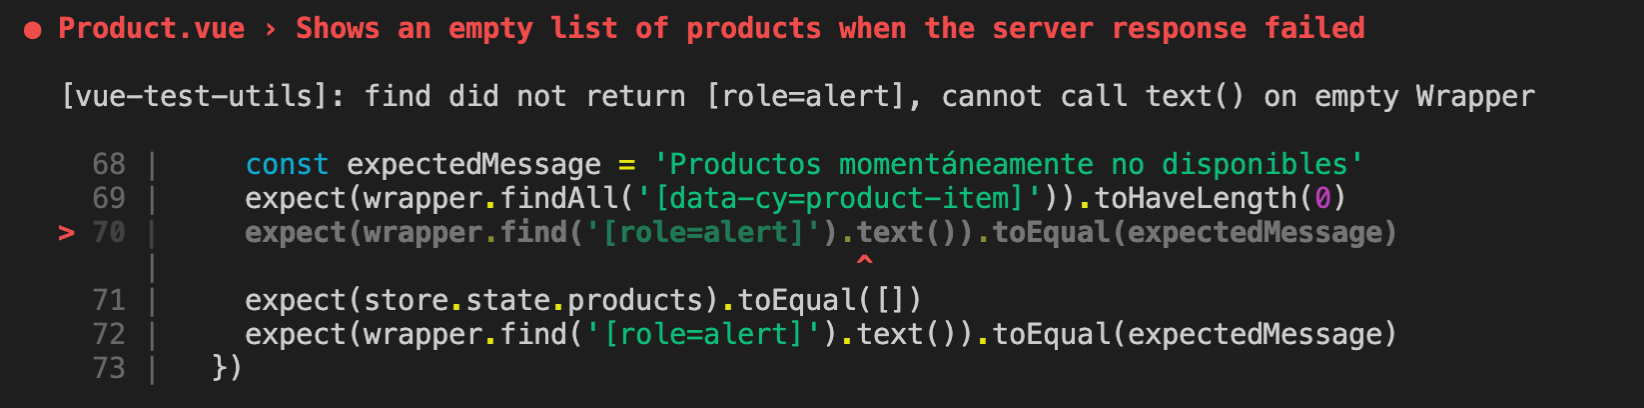 ● Product.vue › Shows an empty list of products when the server response failed
[vue-test-utils]: find did not return [role=alert], cannot call text() on empty Wrapper
68 |     const expectedMessage = 'Productos momentáneamente no disponibles'
69 |     expect(wrapper.findAll('[data-cy=product-item]')).toHaveLength(0)
> 70 |     expect(wrapper.find('[role=alert]').text()).toEqual(expectedMessage)
|                                         ^
71 |     expect(store.state.products).toEqual([])
72 |     expect(wrapper.find('[role=alert]').text()).toEqual(expectedMessage)
73 |   })